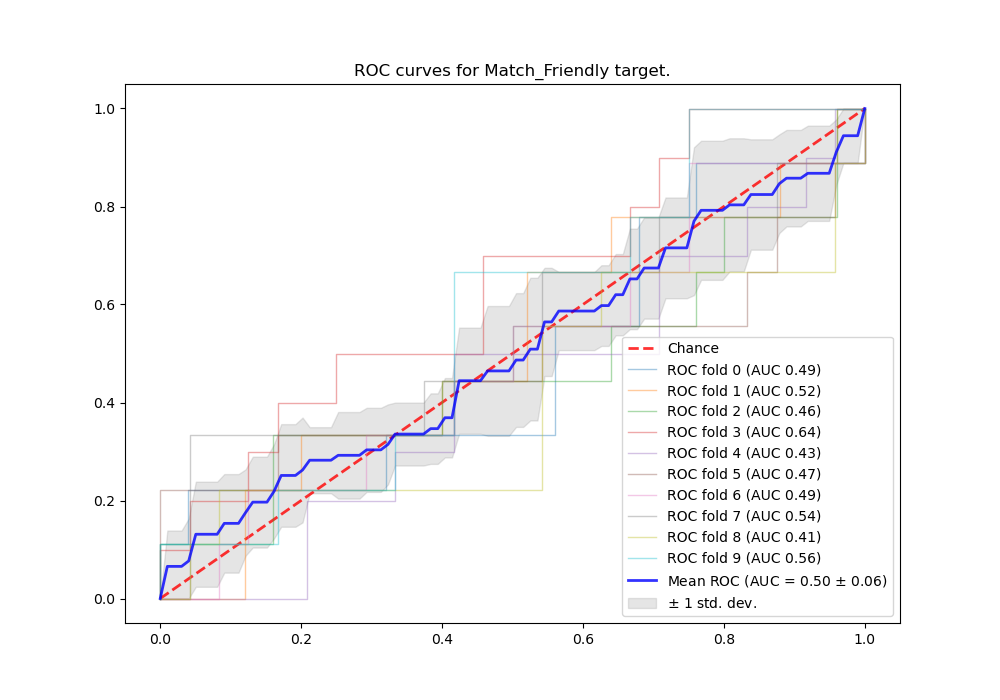 ROC curves for Match_Friendly target.
1.0
0.8
0.6
0.4
0.2
0.0
0.0 0.2 0.4 0.6 0.8 1.0
Chance
ROC fold 0 (AUC 0.49)
ROC fold 1 (AUC 0.52)
ROC fold 2 (AUC 0.46)
ROC fold 3 (AUC 0.64)
ROC fold 4 (AUC 0.43)
ROC fold 5 (AUC 0.47)
ROC fold 6 (AUC 0.49)
ROC fold 7 (AUC 0.54)
ROC fold 8 (AUC 0.41)
ROC fold 9 (AUC 0.56)
Mean ROC (AUC = 0.50 ± 0.06)
± 1 std. dev.